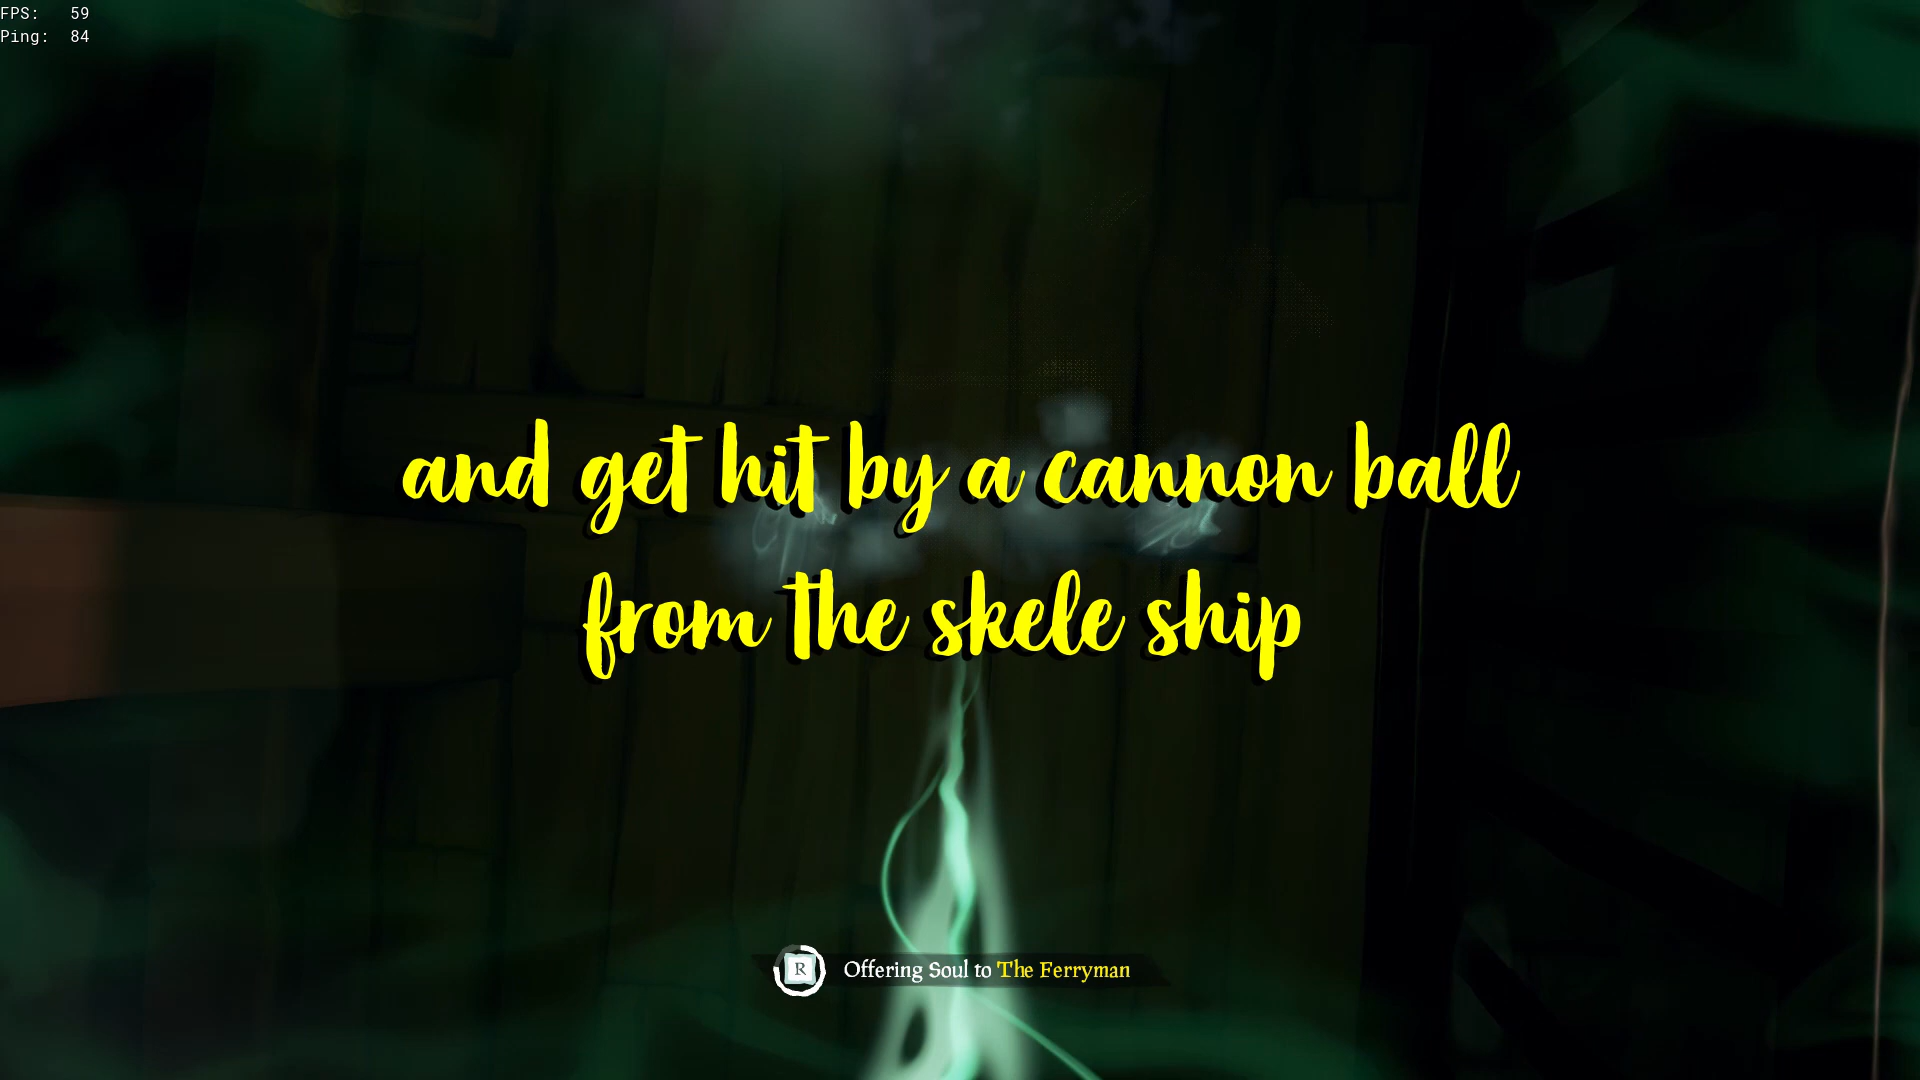 FPS: 59
Ping: 84
and get hit by a cannon ball
from the skele ship
R Offering Soul to The Ferryman